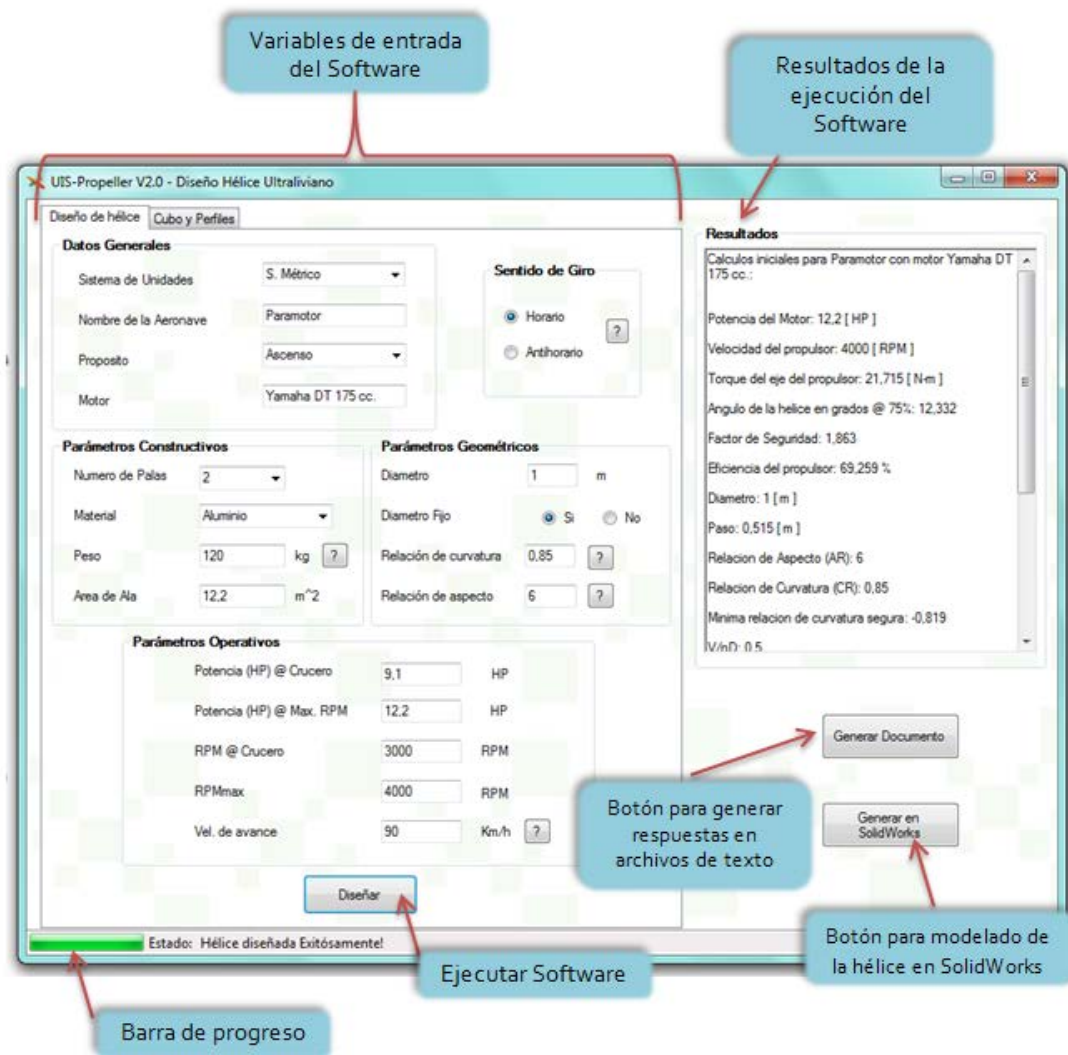 Variables de entrada
del Software
Resultados de la
ejecución del
Software
UIS-Propeller V2.0 - Diseño Hélice Ultraliviano
Diseño de hélice
Cubo y Perfiles
Datos Generales
Sistema de Unidades
S. Métrico
Nombre de la Aeronave
Paramotor
Proposito
Ascenso
Motor
Yamaha DT 175 cc.
Sentido de Giro
Horario
?
Antihorario
Parámetros Constructivos
Numero de Palas
2
Material
Aluminio
Peso
120
kg
?
Area de Ala
12,2
m^2
Parámetros Geométricos
Diametro
1
m
Diametro Fijo
Si
No
Relación de curvatura
0,85
?
Relación de aspecto
6
?
Parámetros Operativos
Potencia (HP) @ Crucero
9,1
HP
Potencia (HP) @ Max. RPM
12,2
HP
RPM @ Crucero
3000
RPM
RPMmax
4000
RPM
Vel. de avance
90
Km/h
?
Diseñar
Resultados
Calculos iniciales para Paramotor con motor Yamaha DT
175 cc.:
Potencia del Motor: 12,2 [ HP ]
Velocidad del propulsor: 4000 [ RPM ]
Torque del eje del propulsor: 21,715 [ N-m ]
Angulo de la helice en grados @ 75%: 12,332
Factor de Seguridad: 1,863
Eficiencia del propulsor: 69,259 %
Diametro: 1 [ m ]
Paso: 0,515 [ m ]
Relacion de Aspecto (AR): 6
Relacion de Curvatura (CR): 0,85
Minima relacion de curvatura segura: -0,819
V/nD: 0,5
Generar Documento
Generar en
SolidWorks
Botón para generar
respuestas en
archivos de texto
Botón para modelado de
la hélice en SolidWorks
Estado: Hélice diseñada Exitósamente!
Ejecutar Software
Barra de progreso